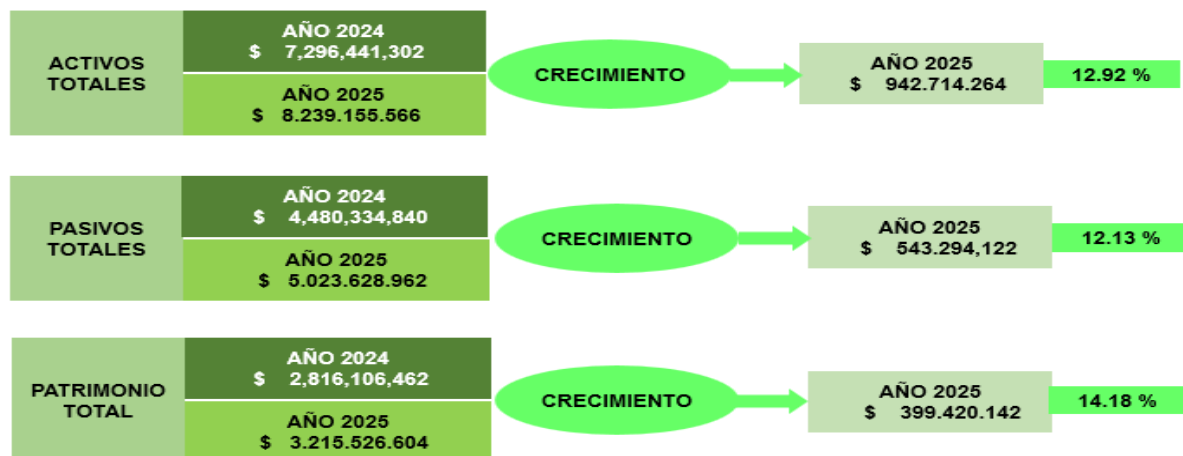 ACTIVOS
TOTALES
AÑO 2024
$ 7,296,441,302
AÑO 2025
$ 8.239.155.566
CRECIMIENTO
AÑO 2025
$ 942.714.264
12.92 %
PASIVOS
TOTALES
AÑO 2024
$ 4,480,334,840
AÑO 2025
$ 5.023.628.962
CRECIMIENTO
AÑO 2025
$ 543.294,122
12.13 %
PATRIMONIO
TOTAL
AÑO 2024
$ 2,816,106,462
AÑO 2025
$ 3.215.526.604
CRECIMIENTO
AÑO 2025
$ 399.420.142
14.18 %